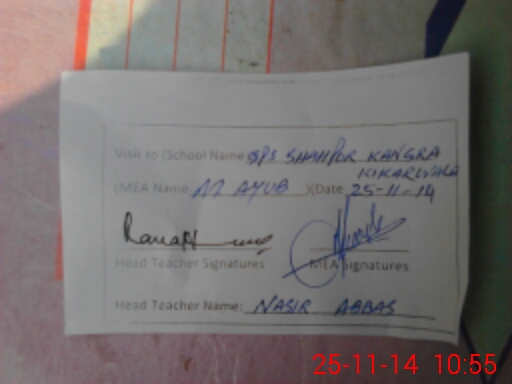 Visit to (School Name GPS SHAHPUR KANGRA
KIKARWALA
(MEA Name M AYUB )(Date 25-11-14
Head Teacher Signatures MEA Signatures
Head Teacher Name: NASIR ABBAS
25-11-14 10:55